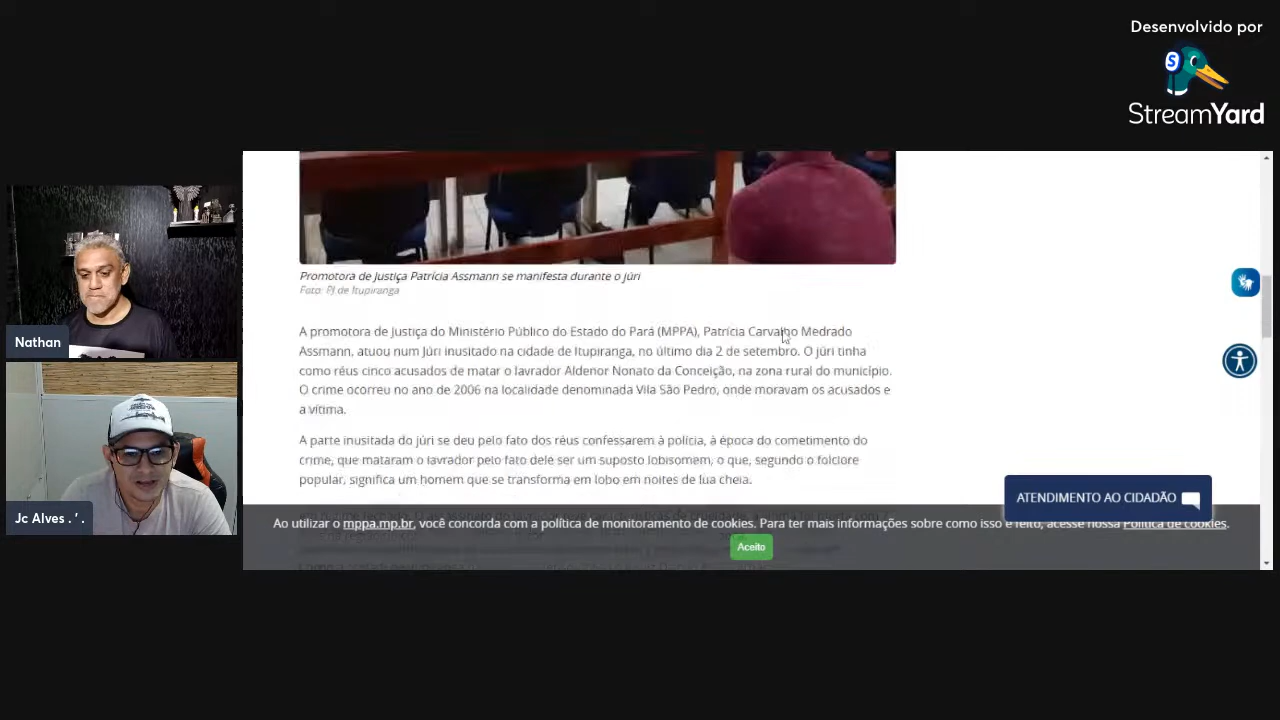 Desenvolvido por
StreamYard
Nathan
Jc Alves . ' .
Promotora de Justiça Patrícia Assmann se manifesta durante o júri
Foto: PJ de Itupiranga
A promotora de Justiça do Ministério Público do Estado do Pará (MPPA), Patrícia Carvalho Medrado
Assmann, atuou num Júri inusitado na cidade de Itupiranga, no último dia 2 de setembro. O júri tinha
como réus cinco acusados de matar o lavrador Aldenor Nonato da Conceição, na zona rural do município.
O crime ocorreu no ano de 2006 na localidade denominada Vila São Pedro, onde moravam os acusados e
a vítima.
A parte inusitada do júri se deu pelo fato dos réus confessarem à polícia, à época do cometimento do
crime, que mataram o lavrador pelo fato dele ser um suposto lobisomem, o que, segundo o folclore
popular, significa um homem que se transforma em lobo em noites de lua cheia.
ATENDIMENTO AO CIDADÃO
Ao utilizar o mppa.mp.br, você concorda com a política de monitoramento de cookies. Para ter mais informações sobre como isso é feito, acesse nossa Política de cookies.
Aceito